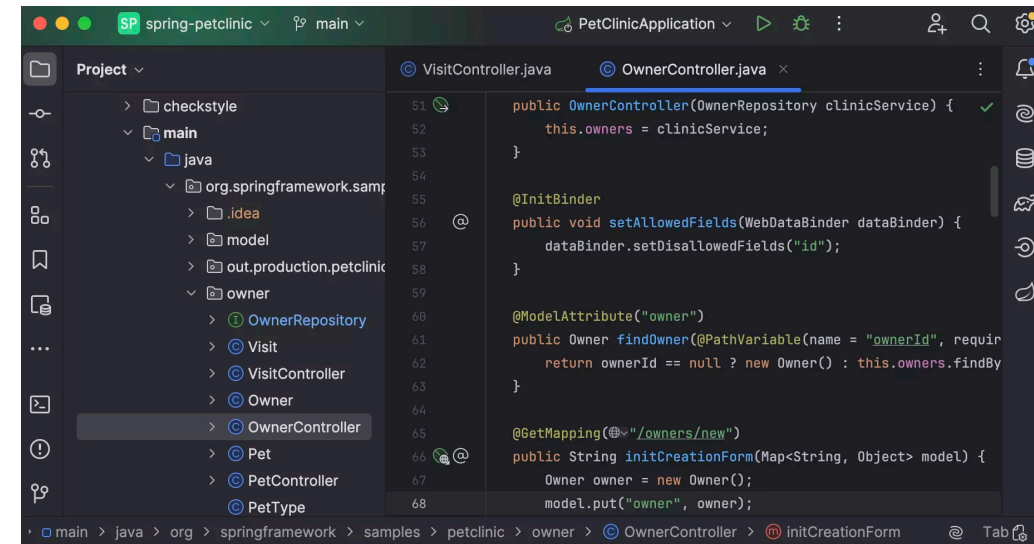 SP spring-petclinic main PetClinicApplication
Project
checkstyle
main
java
org.springframework.samp
.idea
model
out.production.petclinic
owner
OwnerRepository
Visit
VisitController
Owner
OwnerController
Pet
PetController
PetType
VisitController.java OwnerController.java
51 public OwnerController(OwnerRepository clinicService) {
52 this.owners = clinicService;
53 }
54
55 @InitBinder
56 public void setAllowedFields(WebDataBinder dataBinder) {
57 dataBinder.setDisallowedFields("id");
58 }
59
60 @ModelAttribute("owner")
61 public Owner findOwner(@PathVariable(name = "ownerId", requir
62 return ownerId == null ? new Owner() : this.owners.findBy
63 }
64
65 @GetMapping("/owners/new")
66 public String initCreationForm(Map<String, Object> model) {
67 Owner owner = new Owner();
68 model.put("owner", owner);
main > java > org > springframework > samples > petclinic > owner > OwnerController > initCreationForm Tab